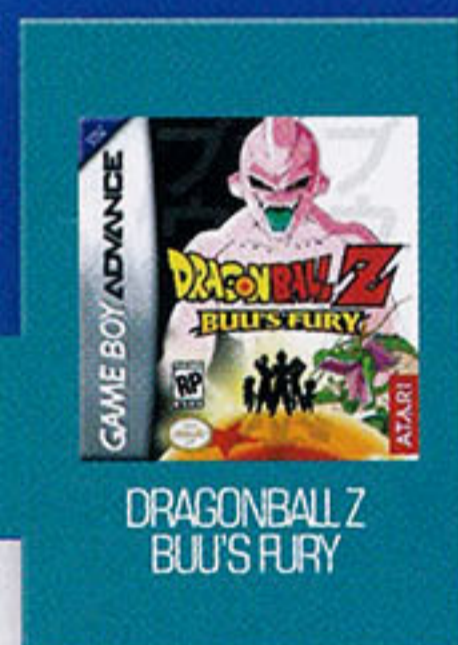 GAME BOY ADVANCE
DRAGON BALL Z
BUU'S FURY
RP
ATARI
DRAGONBALL Z
BUU'S FURY